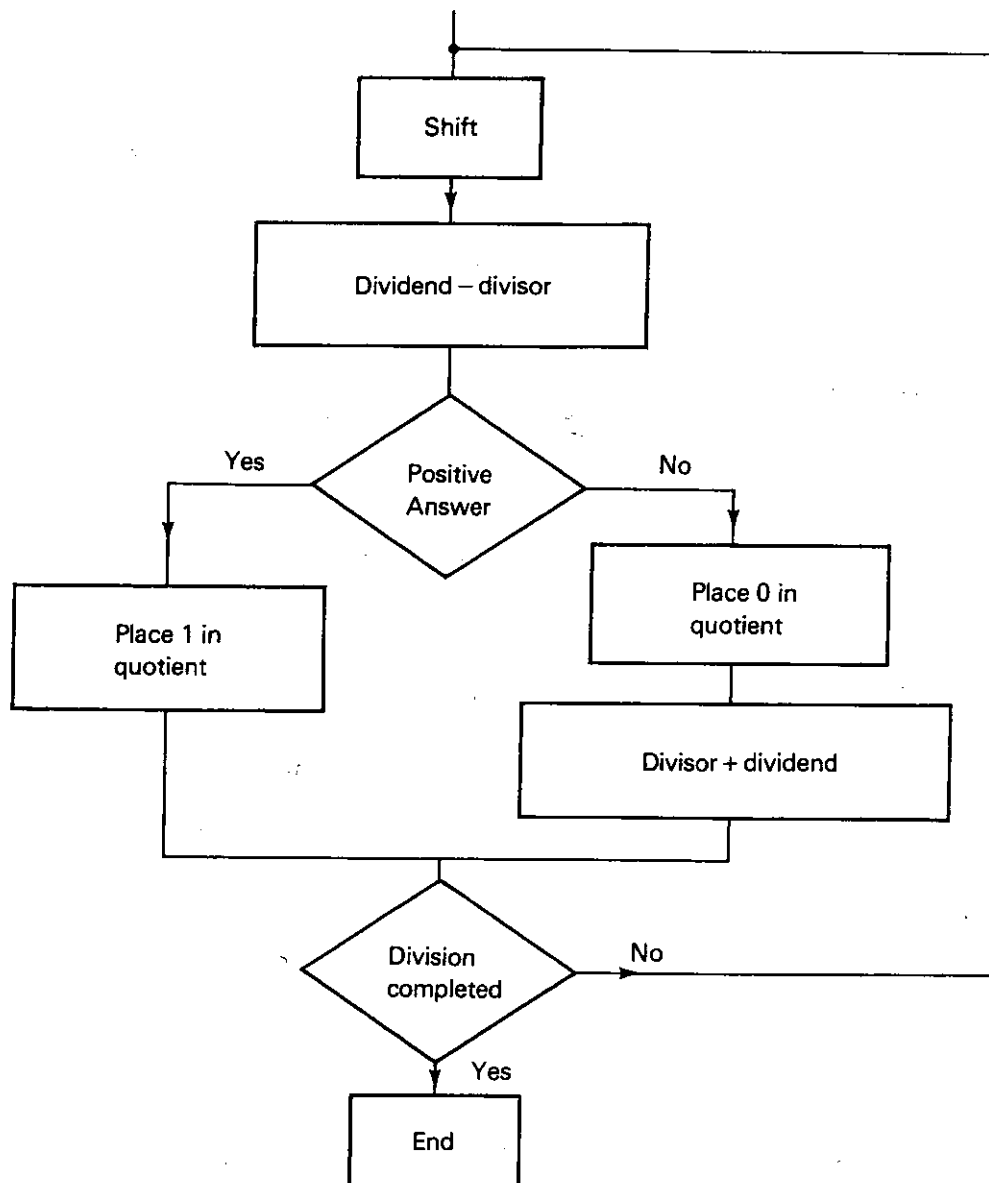 Shift
Dividend – divisor
Yes
No
Positive
Answer
Place 1 in
quotient
Place 0 in
quotient
Divisor + dividend
Division
completed
No
Yes
End